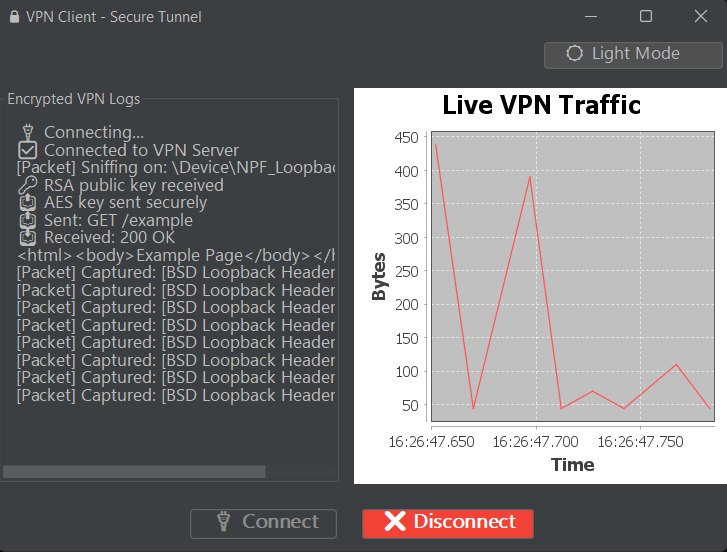 VPN Client - Secure Tunnel
Light Mode
Encrypted VPN Logs
Connecting...
Connected to VPN Server
[Packet] Sniffing on: \Device\NPF_Loopbac
RSA public key received
AES key sent securely
Sent: GET /example
Received: 200 OK
<html><body>Example Page</body></h
[Packet] Captured: [BSD Loopback Header
[Packet] Captured: [BSD Loopback Header
[Packet] Captured: [BSD Loopback Header
[Packet] Captured: [BSD Loopback Header
[Packet] Captured: [BSD Loopback Header
[Packet] Captured: [BSD Loopback Header
[Packet] Captured: [BSD Loopback Header
[Packet] Captured: [BSD Loopback Header
Live VPN Traffic
450
400
350
300
250
200
150
100
50
Bytes
16:26:47.650 16:26:47.700 16:26:47.750
Time
Connect
Disconnect